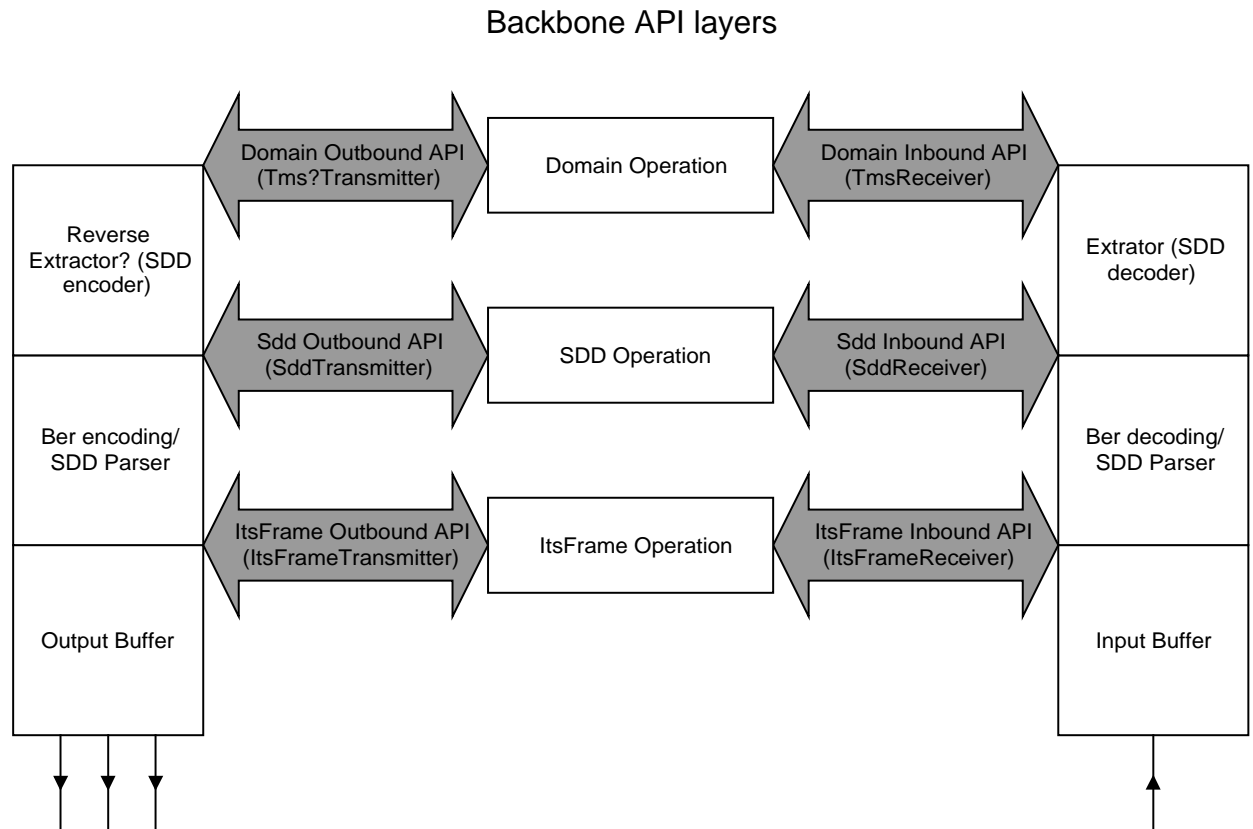 Backbone API layers
Domain Outbound API
(Tms?Transmitter)
Domain Operation
Domain Inbound API
(TmsReceiver)
Reverse
Extractor? (SDD
encoder)
Extrator (SDD
decoder)
Sdd Outbound API
(SddTransmitter)
SDD Operation
Sdd Inbound API
(SddReceiver)
Ber encoding/
SDD Parser
Ber decoding/
SDD Parser
ItsFrame Outbound API
(ItsFrameTransmitter)
ItsFrame Operation
ItsFrame Inbound API
(ItsFrameReceiver)
Output Buffer
Input Buffer